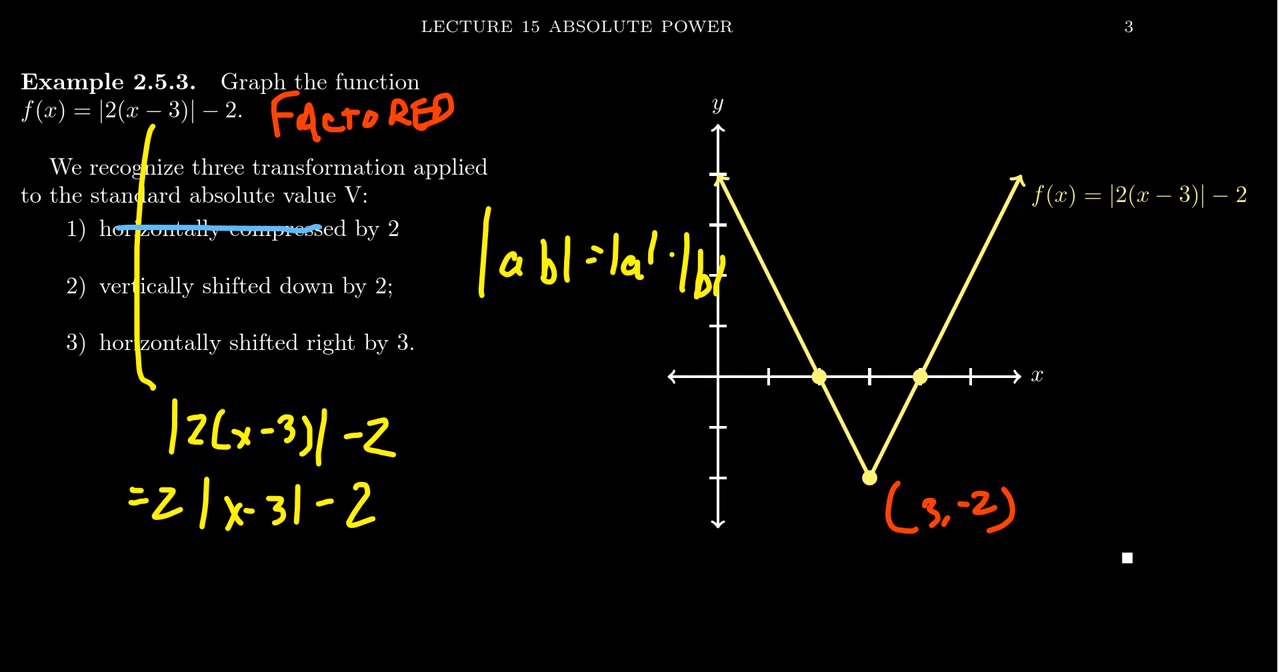 LECTURE 15 ABSOLUTE POWER 3
Example 2.5.3. Graph the function
f(x) = |2(x − 3)| − 2.
FactoRED
We recognize three transformation applied
to the standard absolute value V:
1) horizontally compressed by 2
2) vertically shifted down by 2;
3) horizontally shifted right by 3.
|ab| = |a| · |b|
|2(x-3)| -2
=2|x-3| -2
y
f(x) = |2(x − 3)| − 2
x
(3,-2)